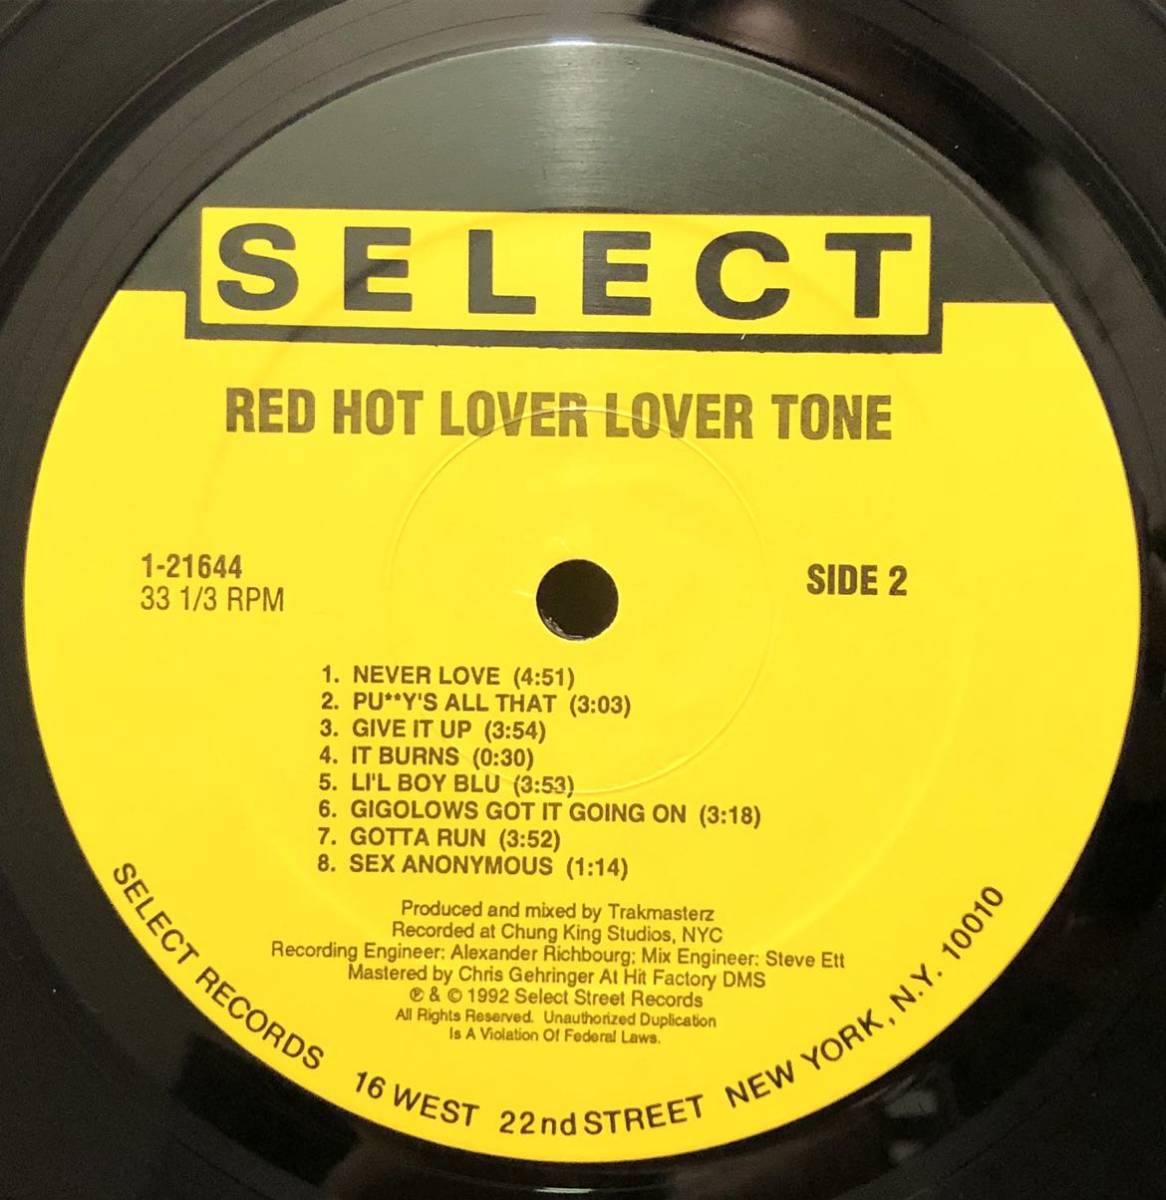 SELECT
RED HOT LOVER LOVER TONE
1-21644
33 1/3 RPM
SIDE 2
1. NEVER LOVE (4:51)
2. PU**Y'S ALL THAT (3:03)
3. GIVE IT UP (3:54)
4. IT BURNS (0:30)
5. LI'L BOY BLU (3:53)
6. GIGOLOWS GOT IT GOING ON (3:18)
7. GOTTA RUN (3:52)
8. SEX ANONYMOUS (1:14)
Produced and mixed by Trakmasterz
Recorded at Chung King Studios, NYC
Recording Engineer: Alexander Richbourg; Mix Engineer: Steve Ett
Mastered by Chris Gehringer At Hit Factory DMS
℗ & © 1992 Select Street Records
All Rights Reserved. Unauthorized Duplication
Is A Violation Of Federal Laws.
SELECT RECORDS 16 WEST 22nd STREET NEW YORK, N.Y. 10010